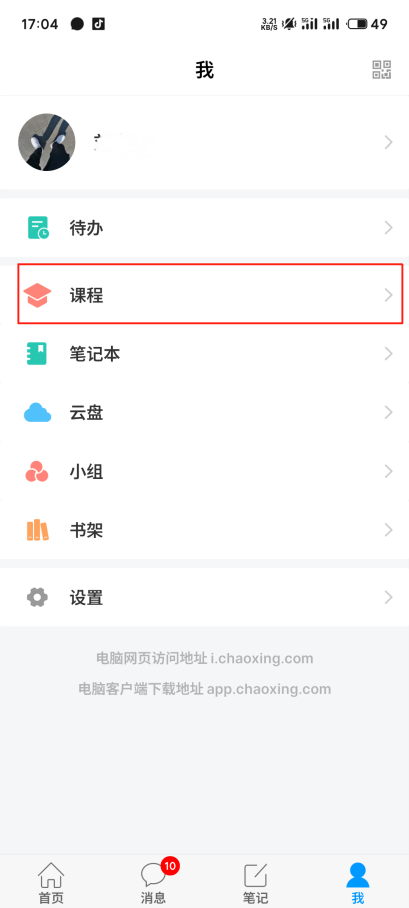 17:04
3.21 KB/S 5G 5G 49
我
待办
课程
笔记本
云盘
小组
书架
设置
电脑网页访问地址 i.chaoxing.com
电脑客户端下载地址 app.chaoxing.com
10
首页 消息 笔记 我